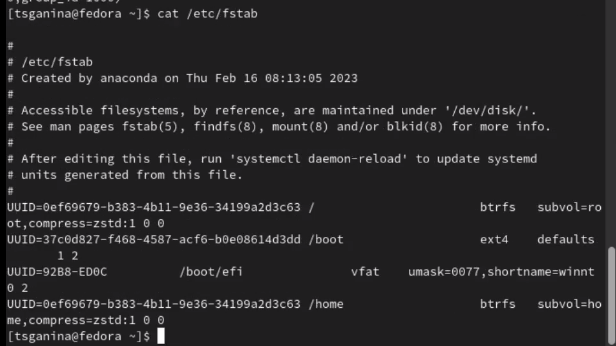 [tsganina@fedora ~]$ cat /etc/fstab
#
# /etc/fstab
# Created by anaconda on Thu Feb 16 08:13:05 2023
#
# Accessible filesystems, by reference, are maintained under '/dev/disk/'.
# See man pages fstab(5), findfs(8), mount(8) and/or blkid(8) for more info.
#
# After editing this file, run 'systemctl daemon-reload' to update systemd
# units generated from this file.
#
UUID=0ef69679-b383-4b11-9e36-34199a2d3c63 /                       btrfs   subvol=ro
ot,compress=zstd:1 0 0
UUID=37c0d827-f468-4587-acf6-b0e08614d3dd /boot                   ext4    defaults
       1 2
UUID=92B8-ED0C          /boot/efi               vfat    umask=0077,shortname=winnt
0 2
UUID=0ef69679-b383-4b11-9e36-34199a2d3c63 /home                   btrfs   subvol=ho
me,compress=zstd:1 0 0
[tsganina@fedora ~]$